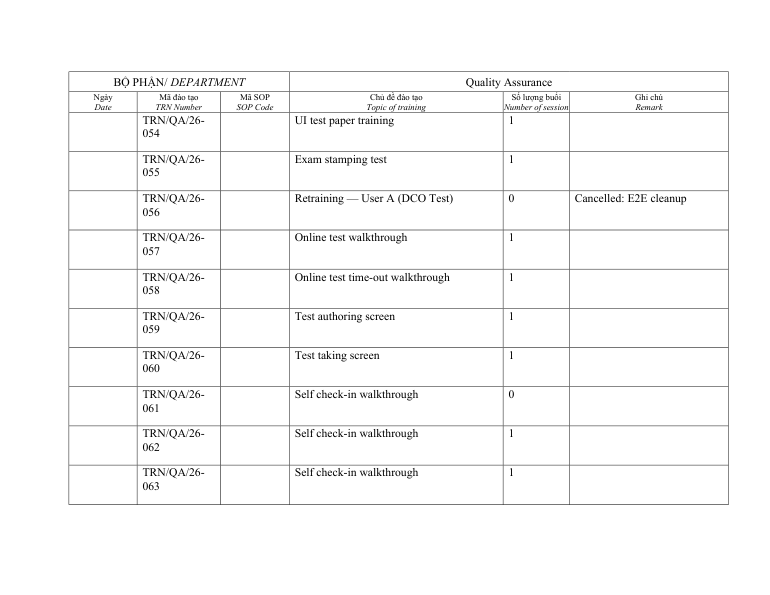 BỘ PHẬN/ DEPARTMENT Quality Assurance
Ngày Mã đào tạo Mã SOP Chủ đề đào tạo Số lượng buổi Ghi chú
Date TRN Number SOP Code Topic of training Number of session Remark
TRN/QA/26- UI test paper training 1
054
TRN/QA/26- Exam stamping test 1
055
TRN/QA/26- Retraining — User A (DCO Test) 0 Cancelled: E2E cleanup
056
TRN/QA/26- Online test walkthrough 1
057
TRN/QA/26- Online test time-out walkthrough 1
058
TRN/QA/26- Test authoring screen 1
059
TRN/QA/26- Test taking screen 1
060
TRN/QA/26- Self check-in walkthrough 0
061
TRN/QA/26- Self check-in walkthrough 1
062
TRN/QA/26- Self check-in walkthrough 1
063